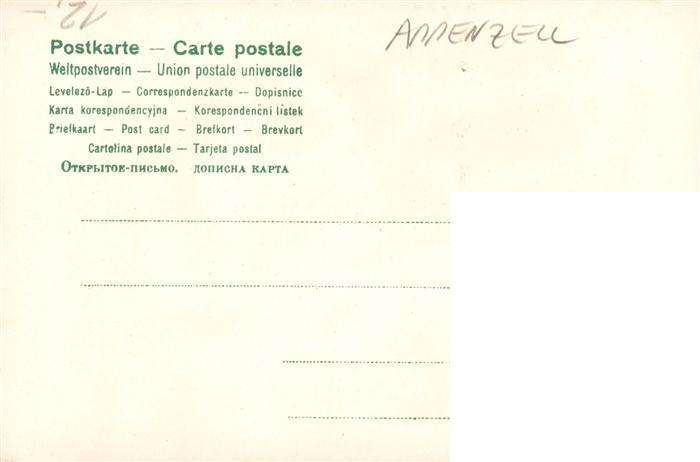 12.-
APPENZELL
Postkarte — Carte postale
Weltpostverein — Union postale universelle
Levelező-Lap — Correspondenzkarte — Dopisnice
Karta korespondencyjna — Korespondenční lístek
Briefkaart — Post card — Brefkort — Brevkort
Cartolina postale — Tarjeta postal
Открытое-письмо. дописна карта